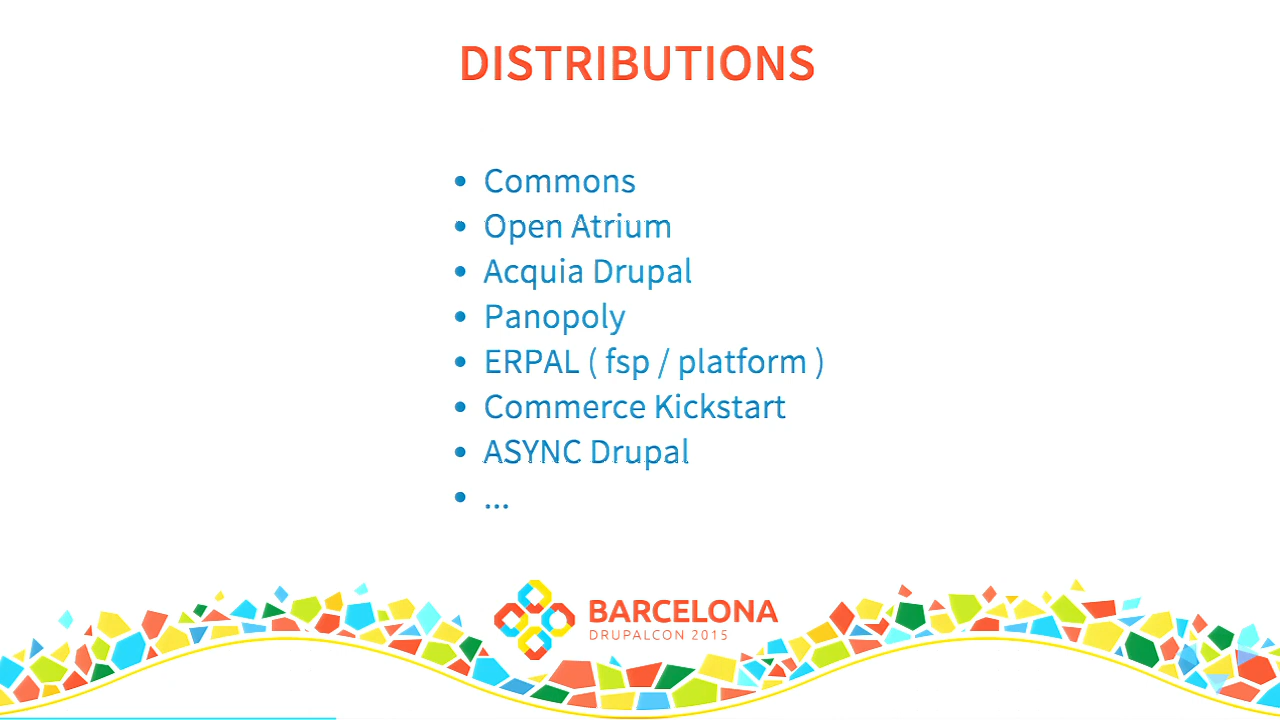 DISTRIBUTIONS
• Commons
• Open Atrium
• Acquia Drupal
• Panopoly
• ERPAL ( fsp / platform )
• Commerce Kickstart
• ASYNC Drupal
• ...
BARCELONA
DRUPALCON 2015